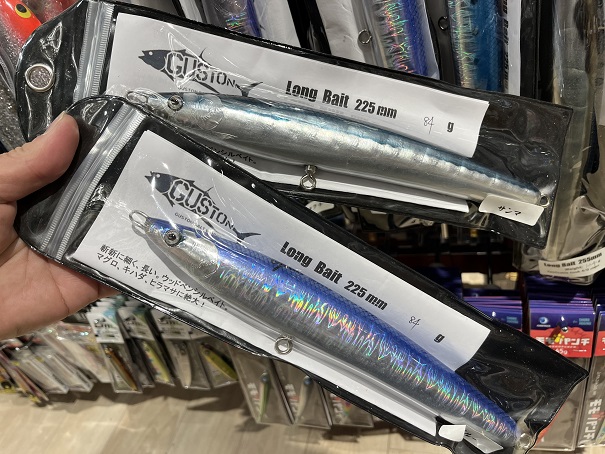 GUSTON
Long Bait 225mm
84 g
サンマ
GUSTON
Long Bait 225mm
84 g
斬新に細く、長い。ウッドペンシルベイト。
マグロ、キハダ、ヒラマサに絶大!
Long Bait 255mm